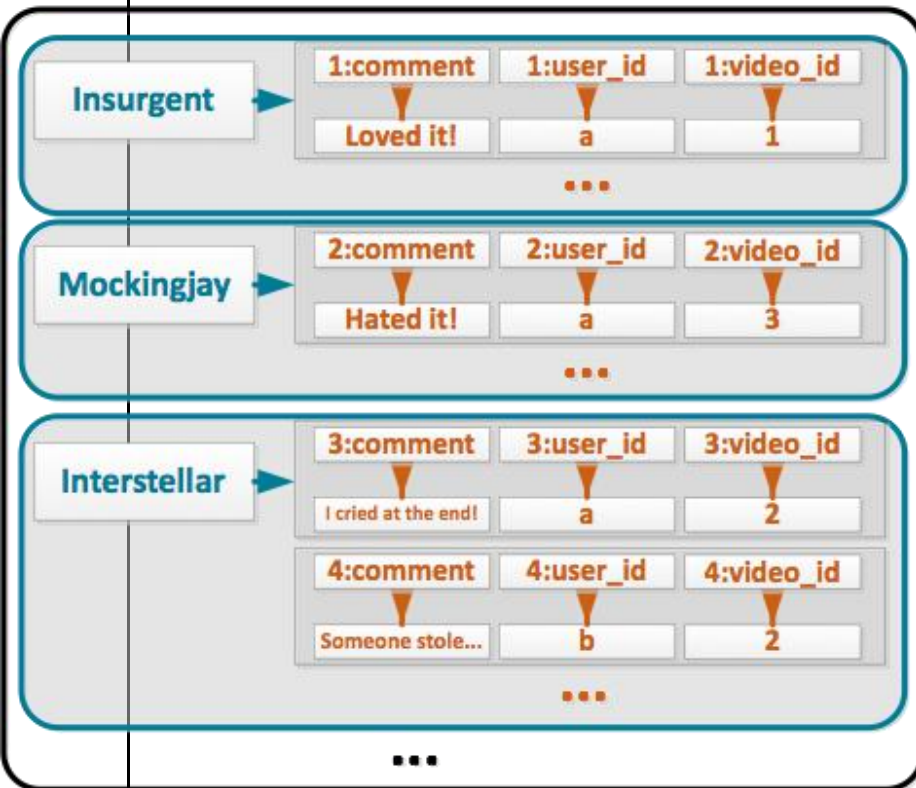 Insurgent
1:comment 1:user_id 1:video_id
Loved it! a 1
...
Mockingjay
2:comment 2:user_id 2:video_id
Hated it! a 3
...
Interstellar
3:comment 3:user_id 3:video_id
I cried at the end! a 2
4:comment 4:user_id 4:video_id
Someone stole... b 2
...
...